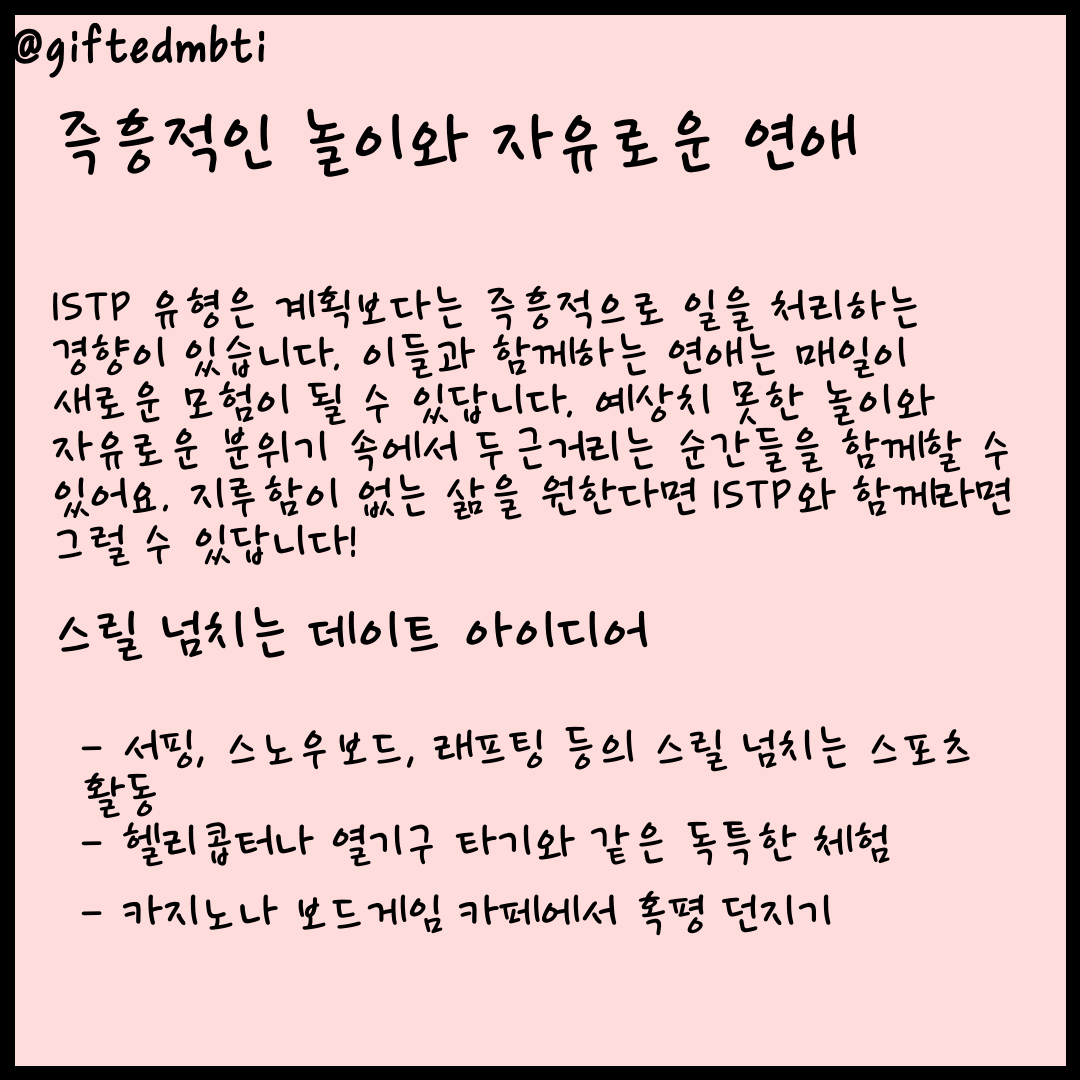 @giftedmbti
즉흥적인 놀이와 자유로운 연애
ISTP 유형은 계획보다는 즉흥적으로 일을 처리하는
경향이 있습니다. 이들과 함께하는 연애는 매일이
새로운 모험이 될 수 있답니다. 예상치 못한 놀이와
자유로운 분위기 속에서 두근거리는 순간들을 함께할 수
있어요. 지루함이 없는 삶을 원한다면 ISTP와 함께라면
그럴 수 있답니다!
스릴 넘치는 데이트 아이디어
- 서핑, 스노우보드, 래프팅 등의 스릴 넘치는 스포츠
활동
- 헬리콥터나 열기구 타기와 같은 독특한 체험
- 카지노나 보드게임 카페에서 혹평 던지기